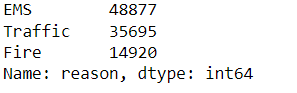 EMS        48877
Traffic    35695
Fire       14920
Name: reason, dtype: int64